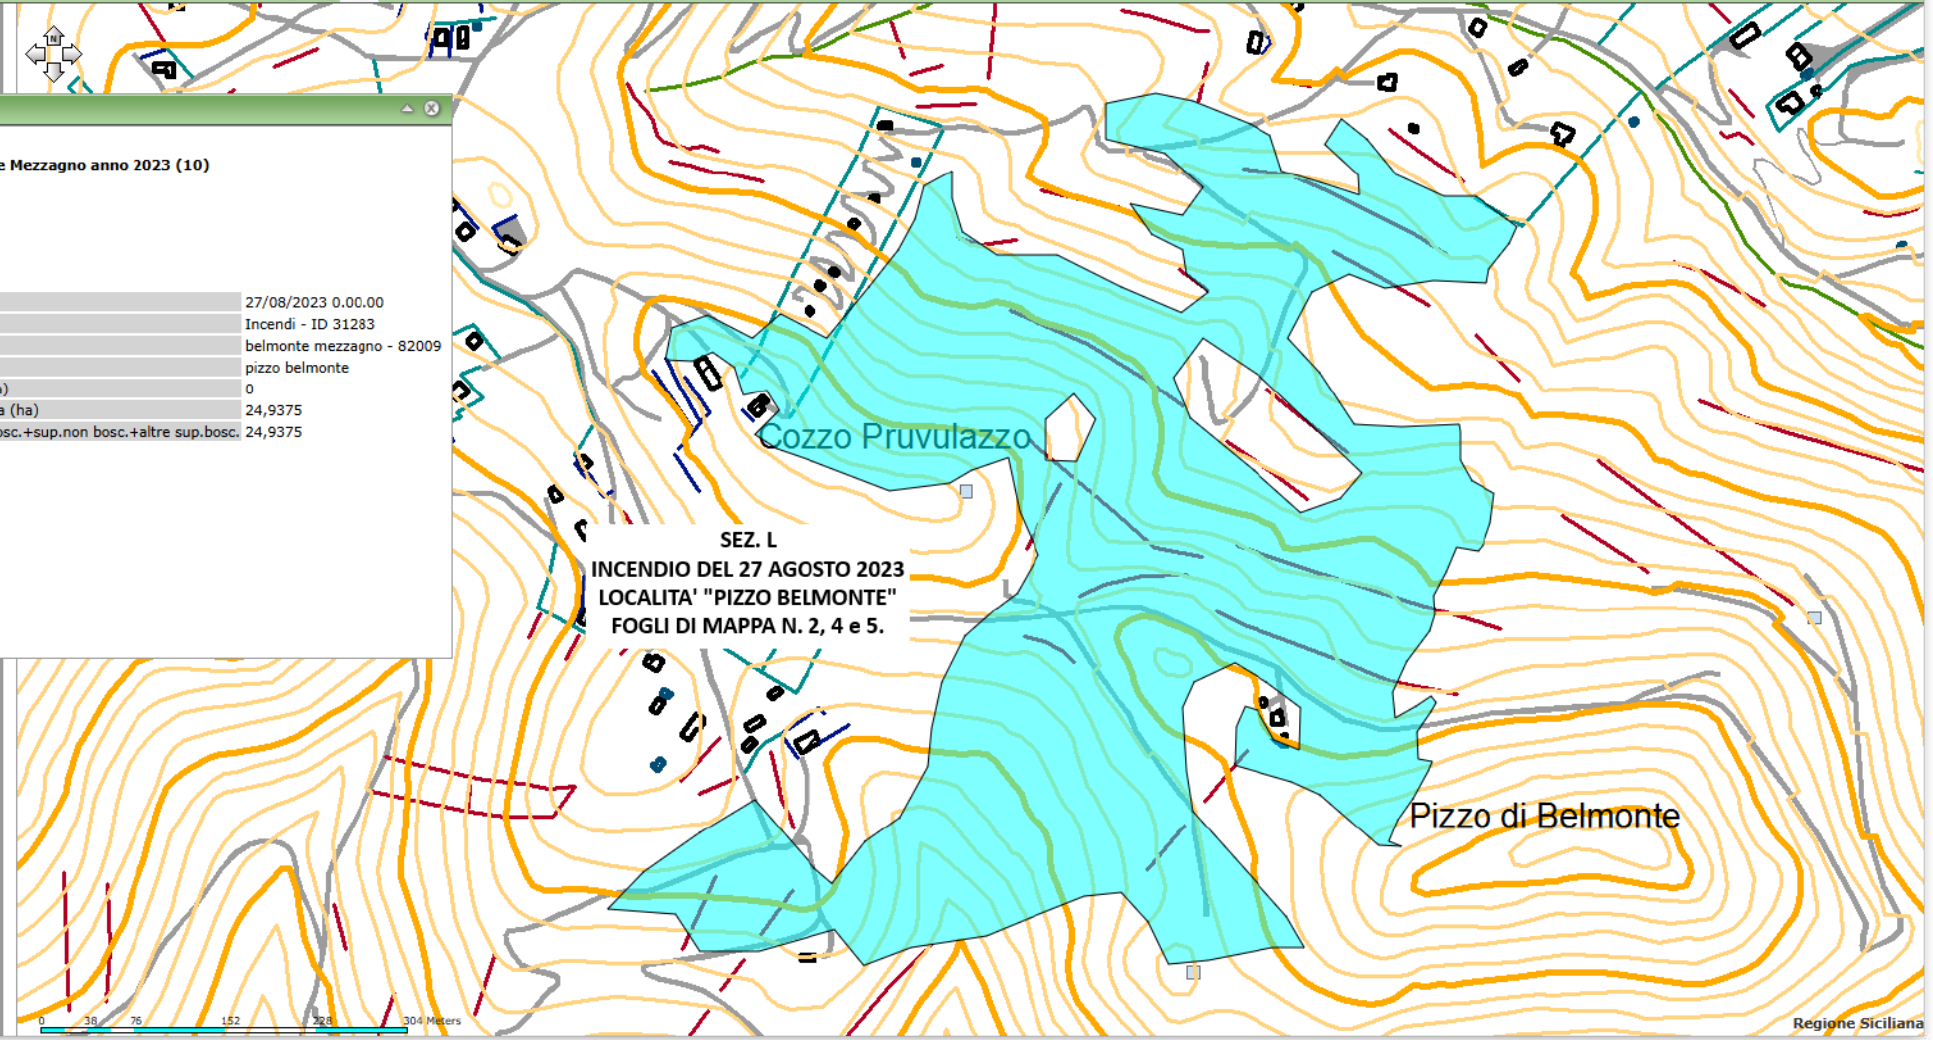 N
e Mezzagno anno 2023 (10)
27/08/2023 0.00.00
Incendi - ID 31283
belmonte mezzagno - 82009
pizzo belmonte
0
a (ha) 24,9375
osc.+sup.non bosc.+altre sup.bosc. 24,9375
Cozzo Pruvulazzo
SEZ. L
INCENDIO DEL 27 AGOSTO 2023
LOCALITA' "PIZZO BELMONTE"
FOGLI DI MAPPA N. 2, 4 e 5.
Pizzo di Belmonte
0 38 76 152 228 304 Meters
Regione Siciliana